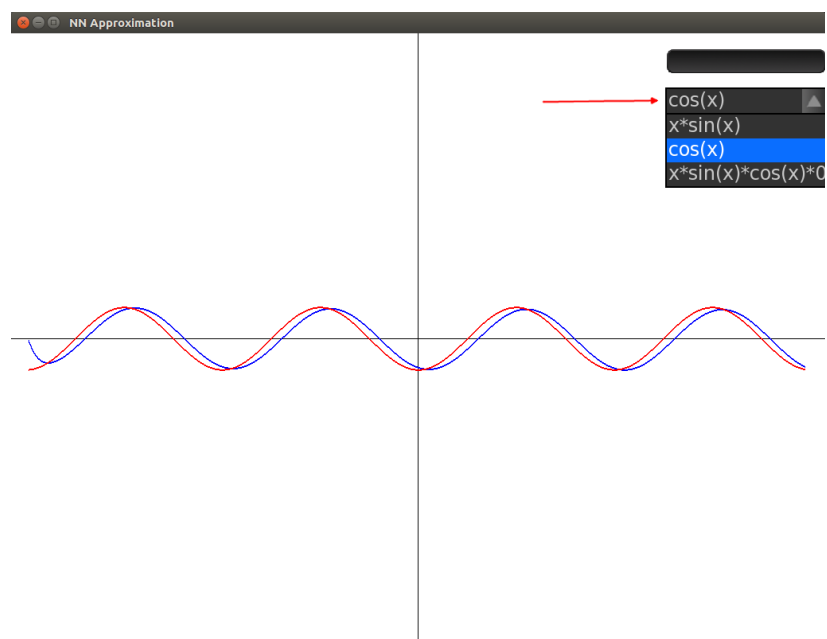 NN Approximation
cos(x)
x*sin(x)
cos(x)
x*sin(x)*cos(x)*0